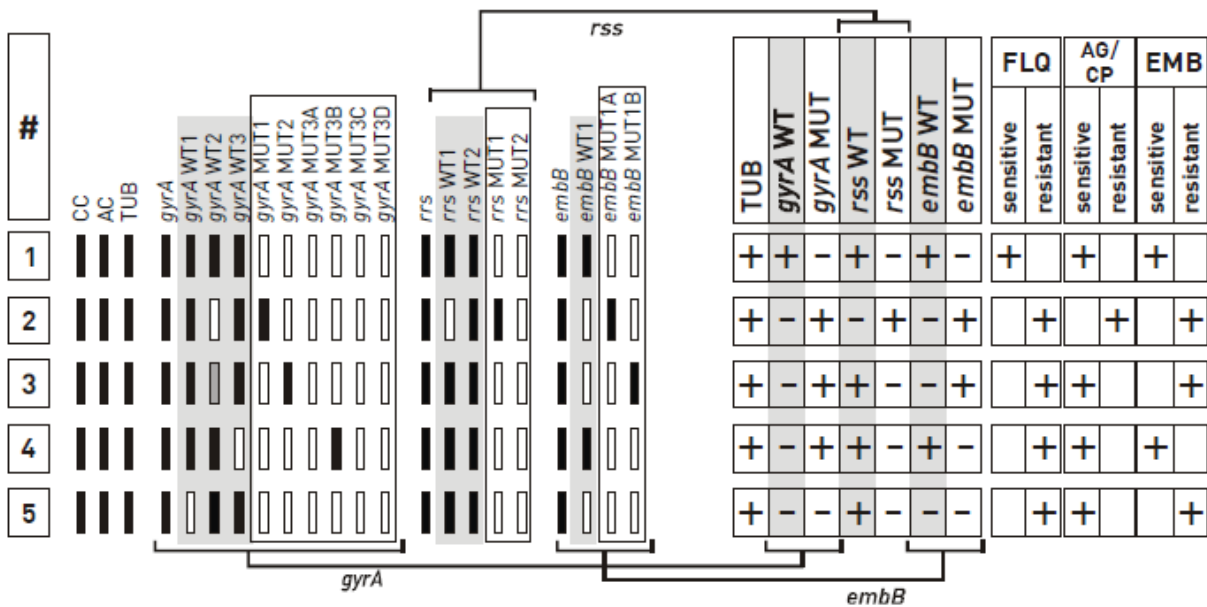 rss
#
CC
AC
TUB
gyrA
gyrA WT1
gyrA WT2
gyrA WT3
gyrA MUT1
gyrA MUT2
gyrA MUT3A
gyrA MUT3B
gyrA MUT3C
gyrA MUT3D
rrs
rrs WT1
rrs WT2
rrs MUT1
rrs MUT2
embB
embB WT1
embB MUT1A
embB MUT1B
TUB
gyrA WT
gyrA MUT
rss WT
rss MUT
embB WT
embB MUT
FLQ
AG/
CP
EMB
sensitive
resistant
sensitive
resistant
sensitive
resistant
1
+ + − + − + − + + +
2
+ − + − + − + + + +
3
+ − + + − − + + + +
4
+ − + + − + − + + +
5
+ − − + − − − + + +
gyrA
embB